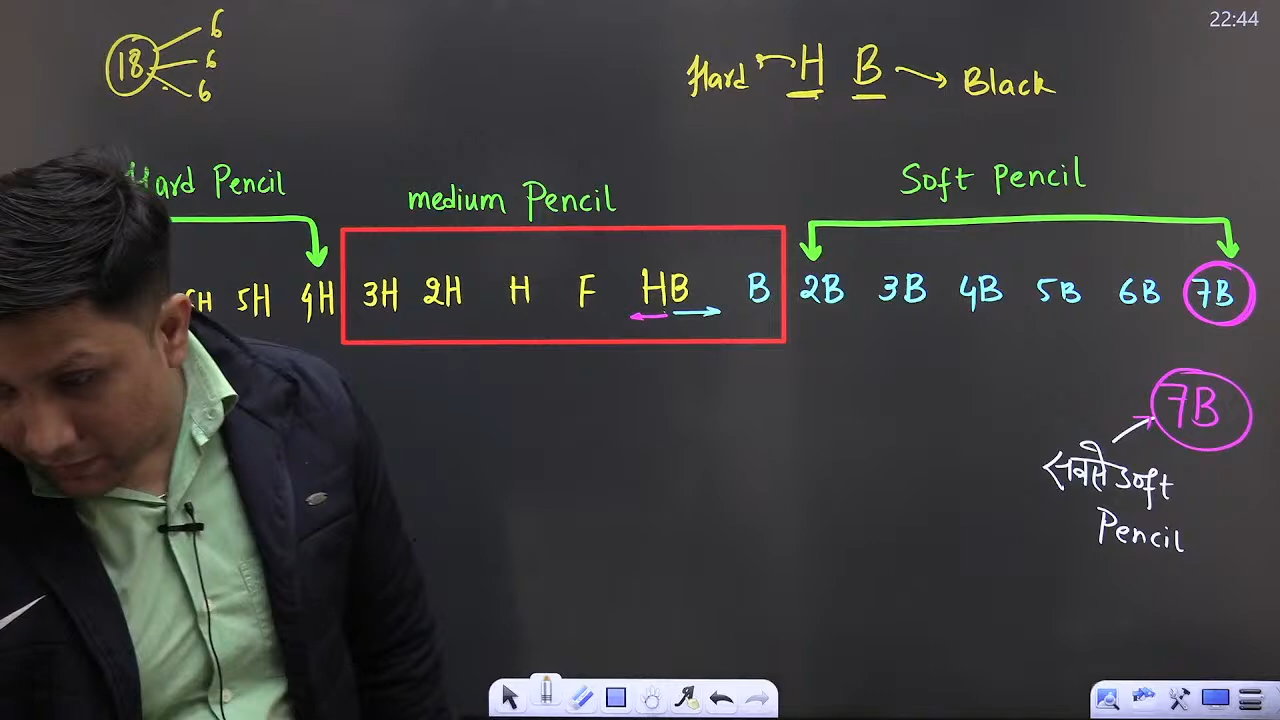 22:44
18 6
6
6
Hard H B Black
Hard Pencil medium Pencil Soft Pencil
5H 4H 3H 2H H F HB B 2B 3B 4B 5B 6B 7B
7B
सबसे soft
Pencil